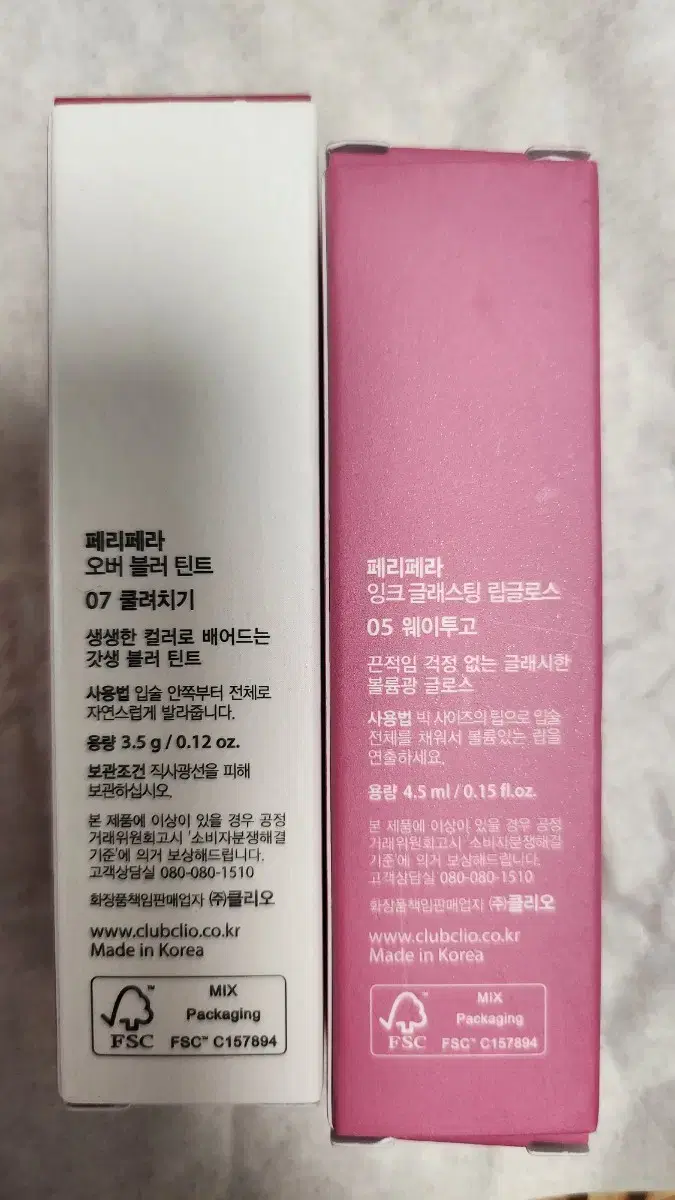 페리페라
오버 블러 틴트
07 쿨려치기
생생한 컬러로 배어드는
갓생 블러 틴트
사용법 입술 안쪽부터 전체로
자연스럽게 발라줍니다.
용량 3.5 g / 0.12 oz.
보관조건 직사광선을 피해
보관하십시오.
본 제품에 이상이 있을 경우 공정
거래위원회고시 '소비자분쟁해결
기준'에 의거 보상해드립니다.
고객상담실 080-080-1510
화장품책임판매업자 (주)클리오
www.clubclio.co.kr
Made in Korea
FSC
MIX
Packaging
FSC™ C157894
페리페라
잉크 글래스팅 립글로스
05 웨이투고
끈적임 걱정 없는 글래시한
볼륨광 글로스
사용법 빅 사이즈의 팁으로 입술
전체를 채워서 볼륨있는 립을
연출하세요.
용량 4.5 ml / 0.15 fl.oz.
본 제품에 이상이 있을 경우 공정
거래위원회고시 '소비자분쟁해결
기준'에 의거 보상해드립니다.
고객상담실 080-080-1510
화장품책임판매업자 (주)클리오
www.clubclio.co.kr
Made in Korea
FSC
MIX
Packaging
FSC™ C157894